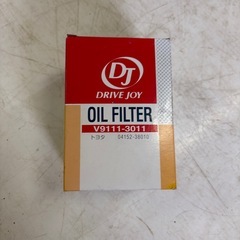 DJ
DRIVE JOY
OIL FILTER
V9111-3011
トヨタ 04152-38010